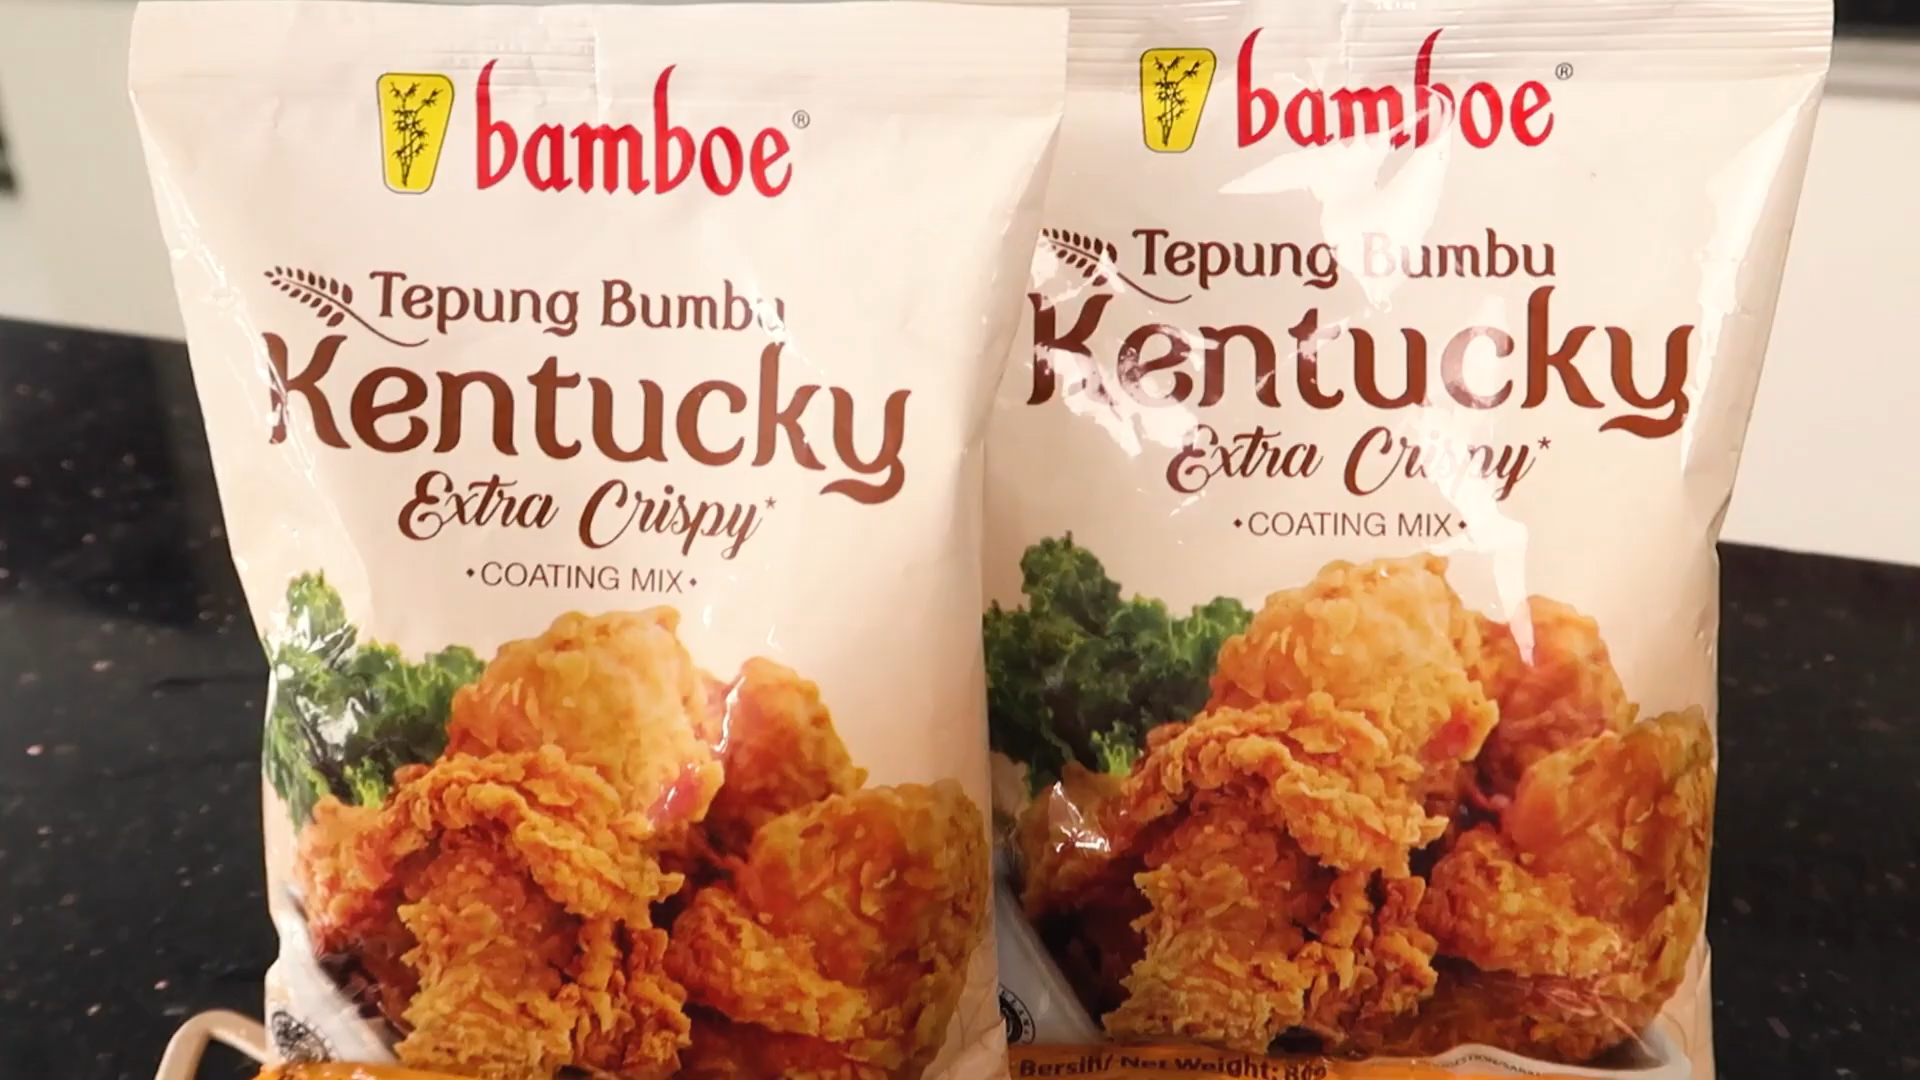 bamboe®
Tepung Bumbu
Kentucky
Extra Crispy*
•COATING MIX•
bamboe®
Tepung Bumbu
Kentucky
Extra Crispy*
•COATING MIX•
Bersih/ Net Weight: